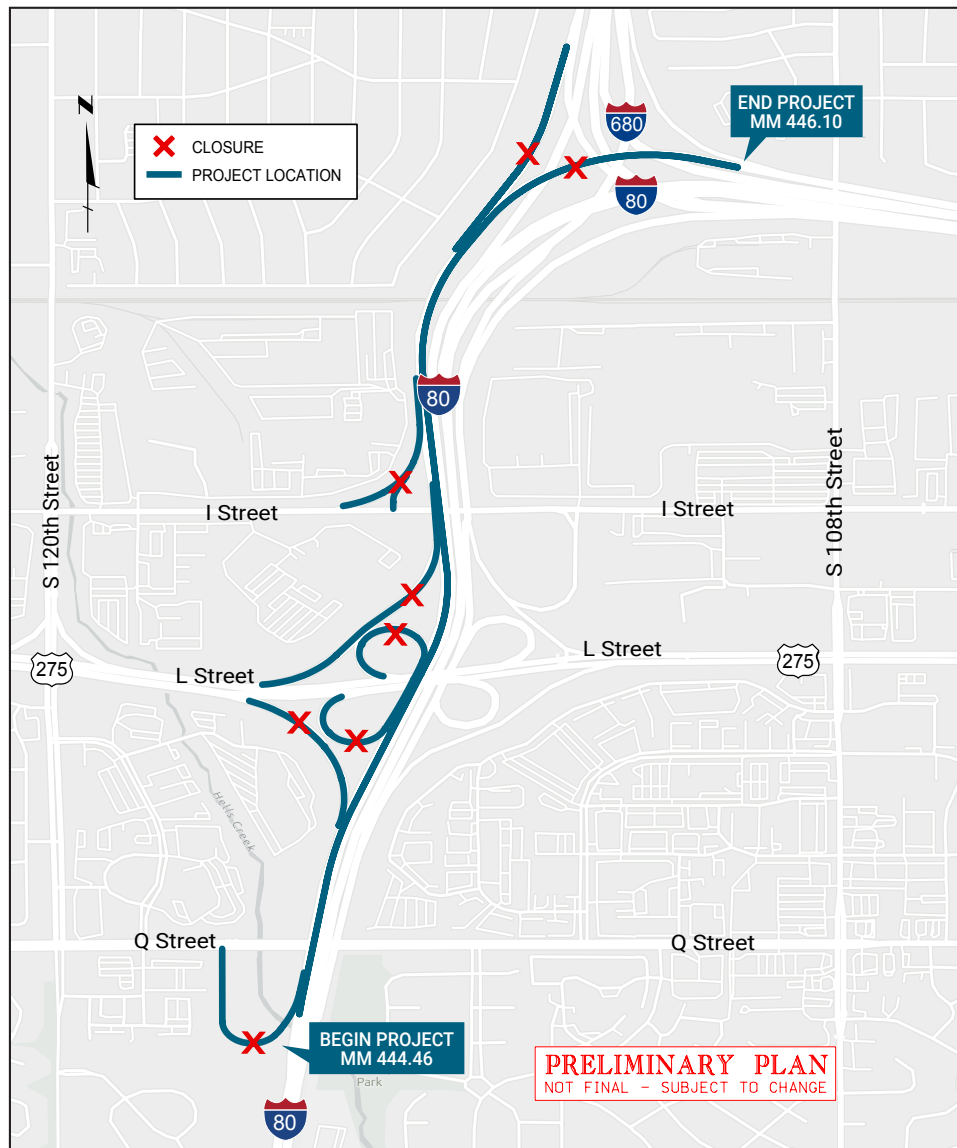 Z
CLOSURE
PROJECT LOCATION
680
END PROJECT
MM 446.10
80
80
S 120th Street
I Street
I Street
S 108th Street
L Street
L Street
275
275
Hells Creek
Q Street
Q Street
BEGIN PROJECT
MM 444.46
Park
PRELIMINARY PLAN
NOT FINAL - SUBJECT TO CHANGE
80